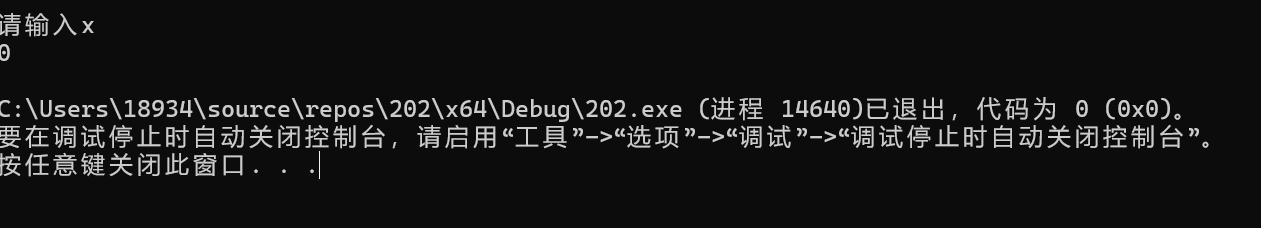 请输入x
0
C:\Users\18934\source\repos\202\x64\Debug\202.exe (进程 14640)已退出，代码为 0 (0x0)。
要在调试停止时自动关闭控制台，请启用“工具”->“选项”->“调试”->“调试停止时自动关闭控制台”。
按任意键关闭此窗口. . .